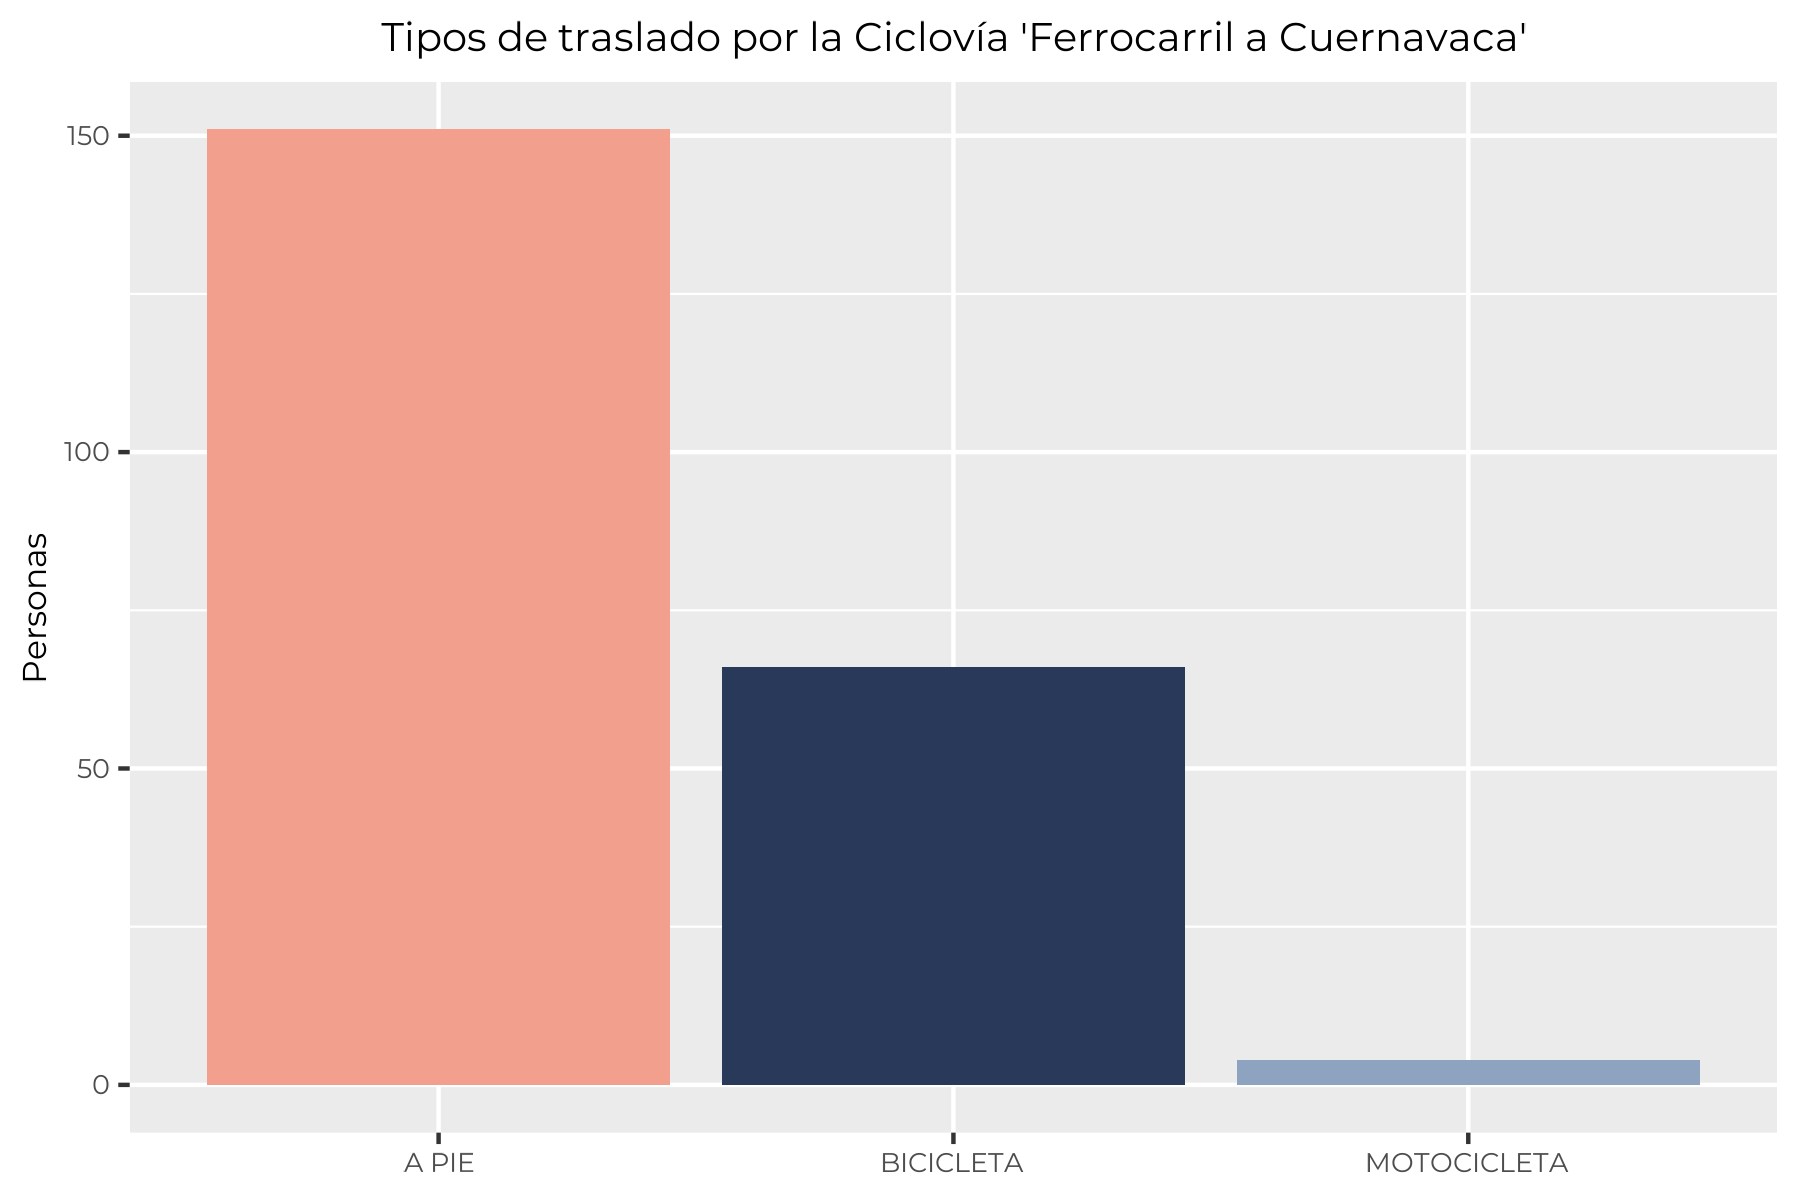 Tipos de traslado por la Ciclovía 'Ferrocarril a Cuernavaca'
150
100
50
0
Personas
A PIE
BICICLETA
MOTOCICLETA